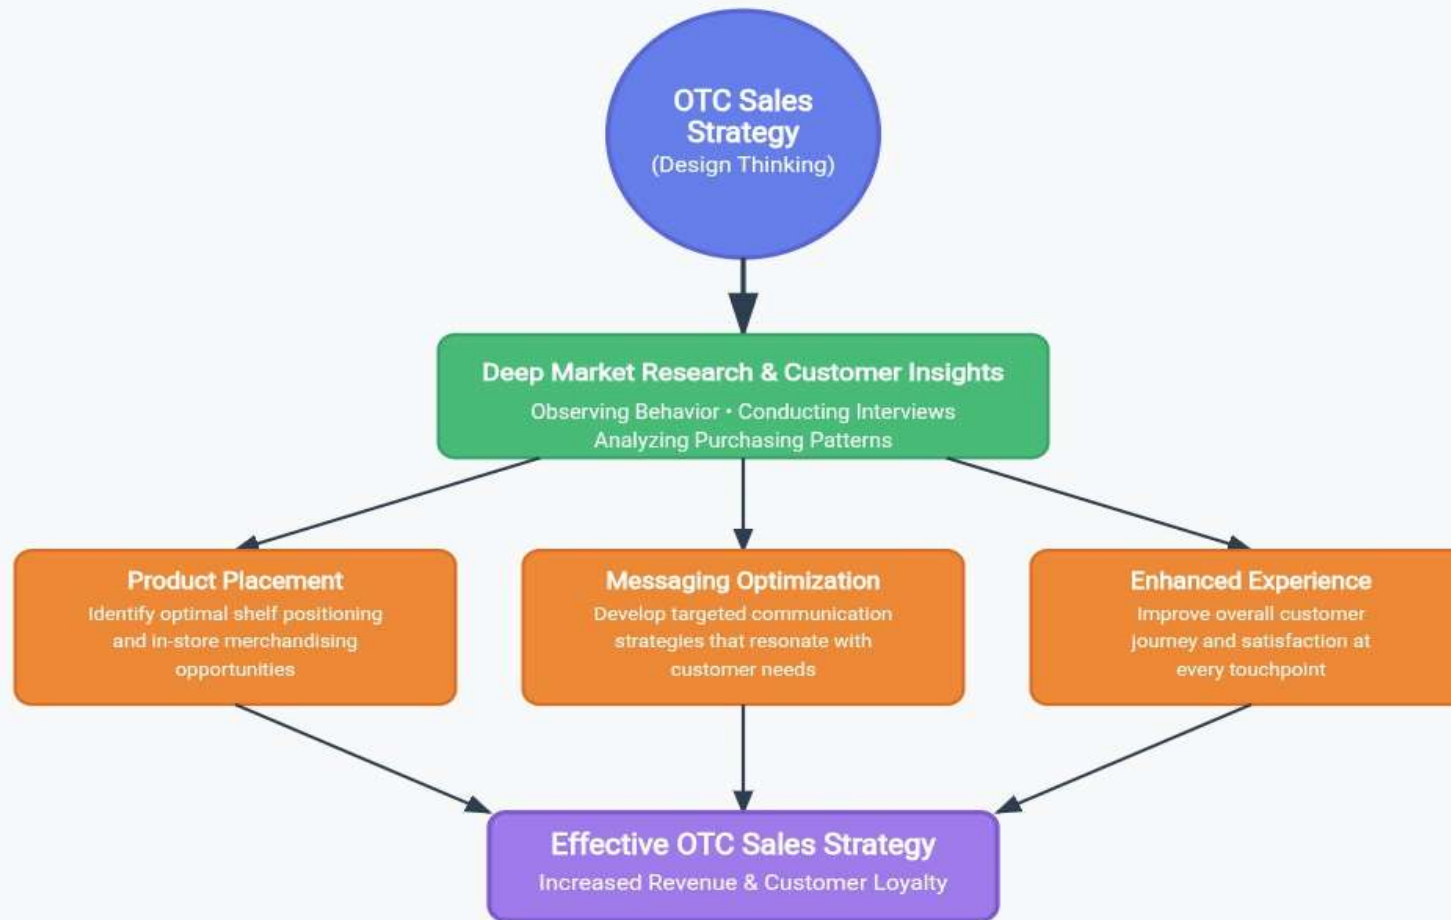 OTC Sales
Strategy
(Design Thinking)
Deep Market Research & Customer Insights
Observing Behavior • Conducting Interviews
Analyzing Purchasing Patterns
Product Placement
Identify optimal shelf positioning
and in-store merchandising
opportunities
Messaging Optimization
Develop targeted communication
strategies that resonate with
customer needs
Enhanced Experience
Improve overall customer
journey and satisfaction at
every touchpoint
Effective OTC Sales Strategy
Increased Revenue & Customer Loyalty